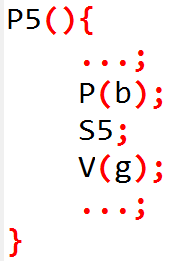 P5(){
...;
P(b);
S5;
V(g);
...;
}